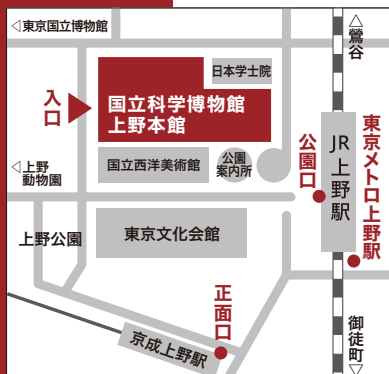 ◁東京国立博物館
△鶯谷
日本学士院
入口
国立科学博物館
上野本館
公園口
JR上野駅
東京メトロ上野駅
◁上野
動物園
国立西洋美術館
公園
案内所
上野公園
東京文化会館
正面口
京成上野駅
御徒町▽